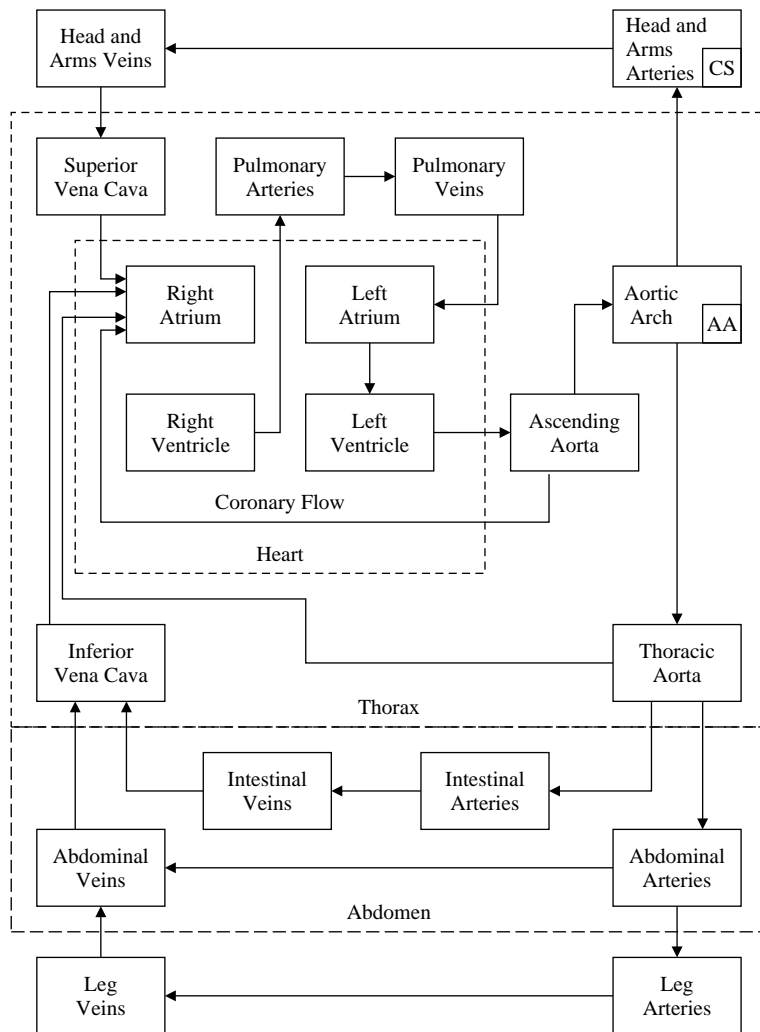 Head and
Arms Veins
Head and
Arms
Arteries
CS
Superior
Vena Cava
Pulmonary
Arteries
Pulmonary
Veins
Right
Atrium
Left
Atrium
Aortic
Arch
AA
Right
Ventricle
Left
Ventricle
Ascending
Aorta
Coronary Flow
Heart
Inferior
Vena Cava
Thoracic
Aorta
Thorax
Intestinal
Veins
Intestinal
Arteries
Abdominal
Veins
Abdominal
Arteries
Abdomen
Leg
Veins
Leg
Arteries